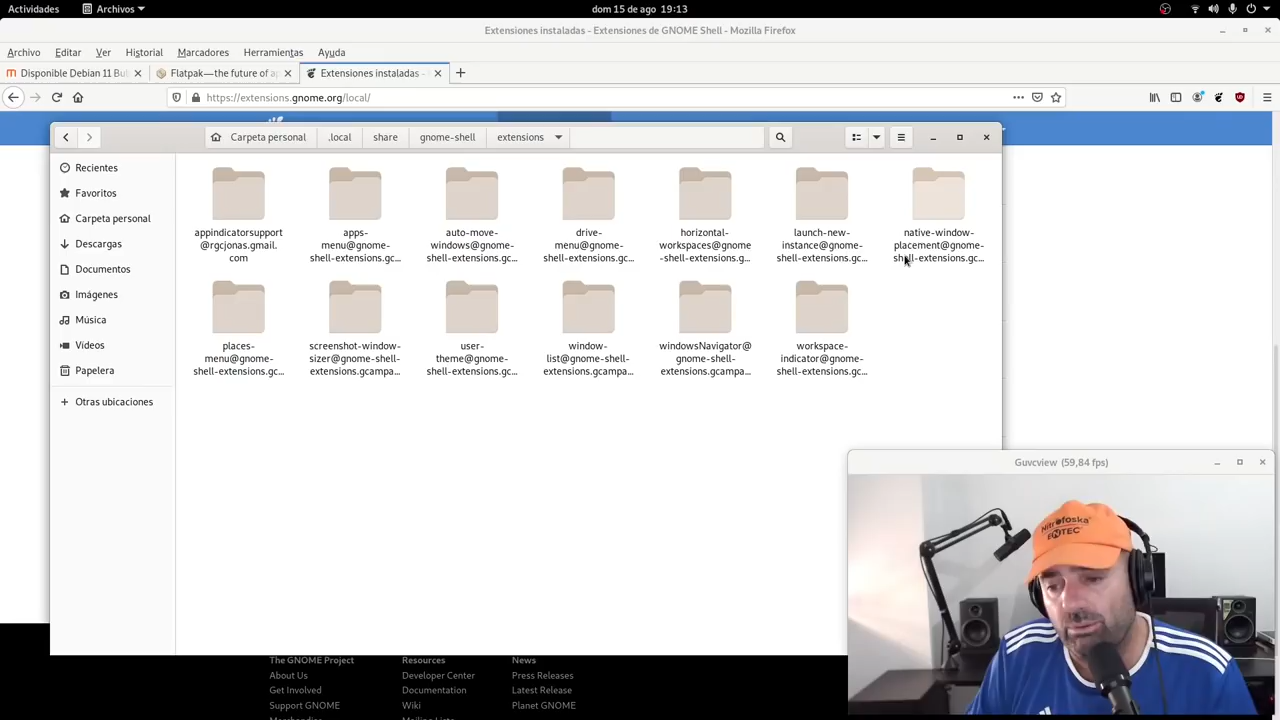 Actividades
Archivos
dom 15 de ago 19:13
Extensiones instaladas - Extensiones de GNOME Shell - Mozilla Firefox
Archivo Editar Ver Historial Marcadores Herramientas Ayuda
Disponible Debian 11 Bu
Flatpak—the future of ap
Extensiones instaladas -
https://extensions.gnome.org/local/
Carpeta personal
.local
share
gnome-shell
extensions
Recientes
Favoritos
Carpeta personal
Descargas
Documentos
Imágenes
Música
Vídeos
Papelera
Otras ubicaciones
appindicatorsupport
@rgcjonas.gmail.
com
apps-
menu@gnome-
shell-extensions.gc...
auto-move-
windows@gnome-
shell-extensions.gc...
drive-
menu@gnome-
shell-extensions.gc...
horizontal-
workspaces@gnome
-shell-extensions.g...
launch-new-
instance@gnome-
shell-extensions.gc...
native-window-
placement@gnome-
shell-extensions.gc...
places-
menu@gnome-
shell-extensions.gc...
screenshot-window-
sizer@gnome-shell-
extensions.gcampa...
user-
theme@gnome-
shell-extensions.gc...
window-
list@gnome-shell-
extensions.gcampa...
windowsNavigator@
gnome-shell-
extensions.gcampa...
workspace-
indicator@gnome-
shell-extensions.gc...
Guvcview (59,84 fps)
Nitrofoska
ENTEC
The GNOME Project
About Us
Get Involved
Support GNOME
Resources
Developer Center
Documentation
Wiki
News
Press Releases
Latest Release
Planet GNOME